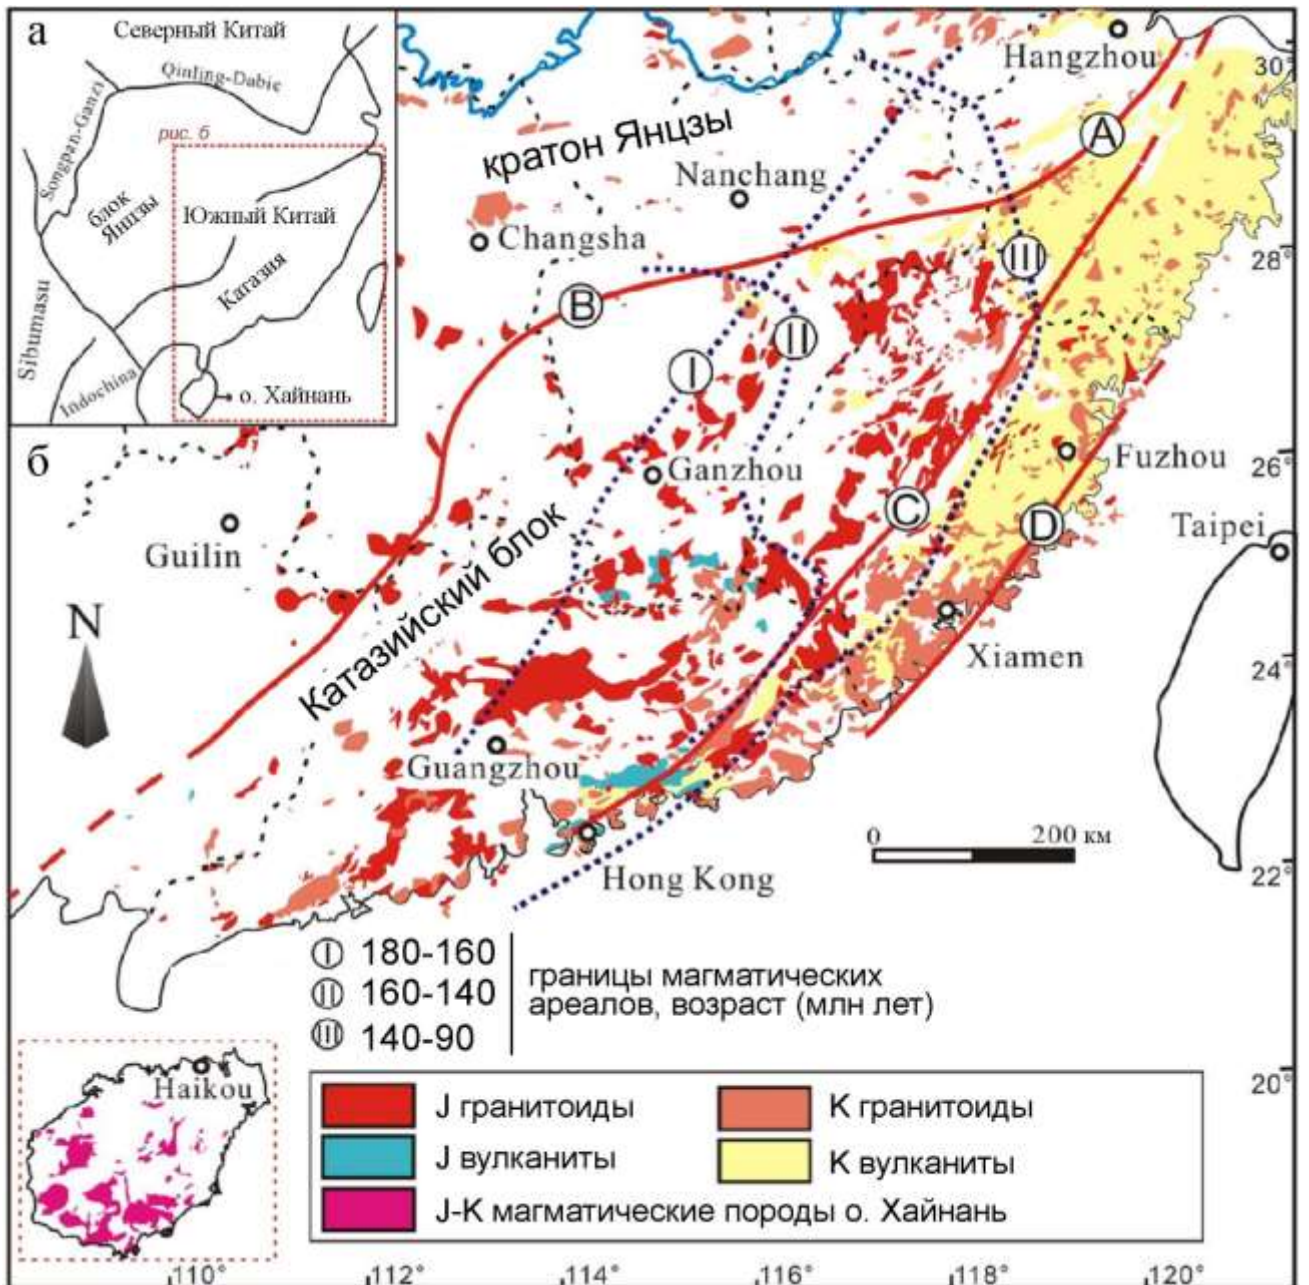 а
Северный Китай
Qinling-Dabie
Songpan-Ganzi
рис. б
блок
Янцзы
Южный Китай
Катазия
Sibumasu
Indochina
о. Хайнань
б
Hangzhou
30°
A
кратон Янцзы
Nanchang
Changsha
28°
III
B
II
I
Ganzhou
Fuzhou
26°
C
D
Taipei
Guilin
Катазийский блок
N
Xiamen
24°
Guangzhou
0 200 км
Hong Kong
22°
I 180-160
II 160-140
III 140-90
границы магматических
ареалов, возраст (млн лет)
20°
Haikou
J гранитоиды
K гранитоиды
J вулканиты
K вулканиты
J-K магматические породы о. Хайнань
110° 112° 114° 116° 118° 120°